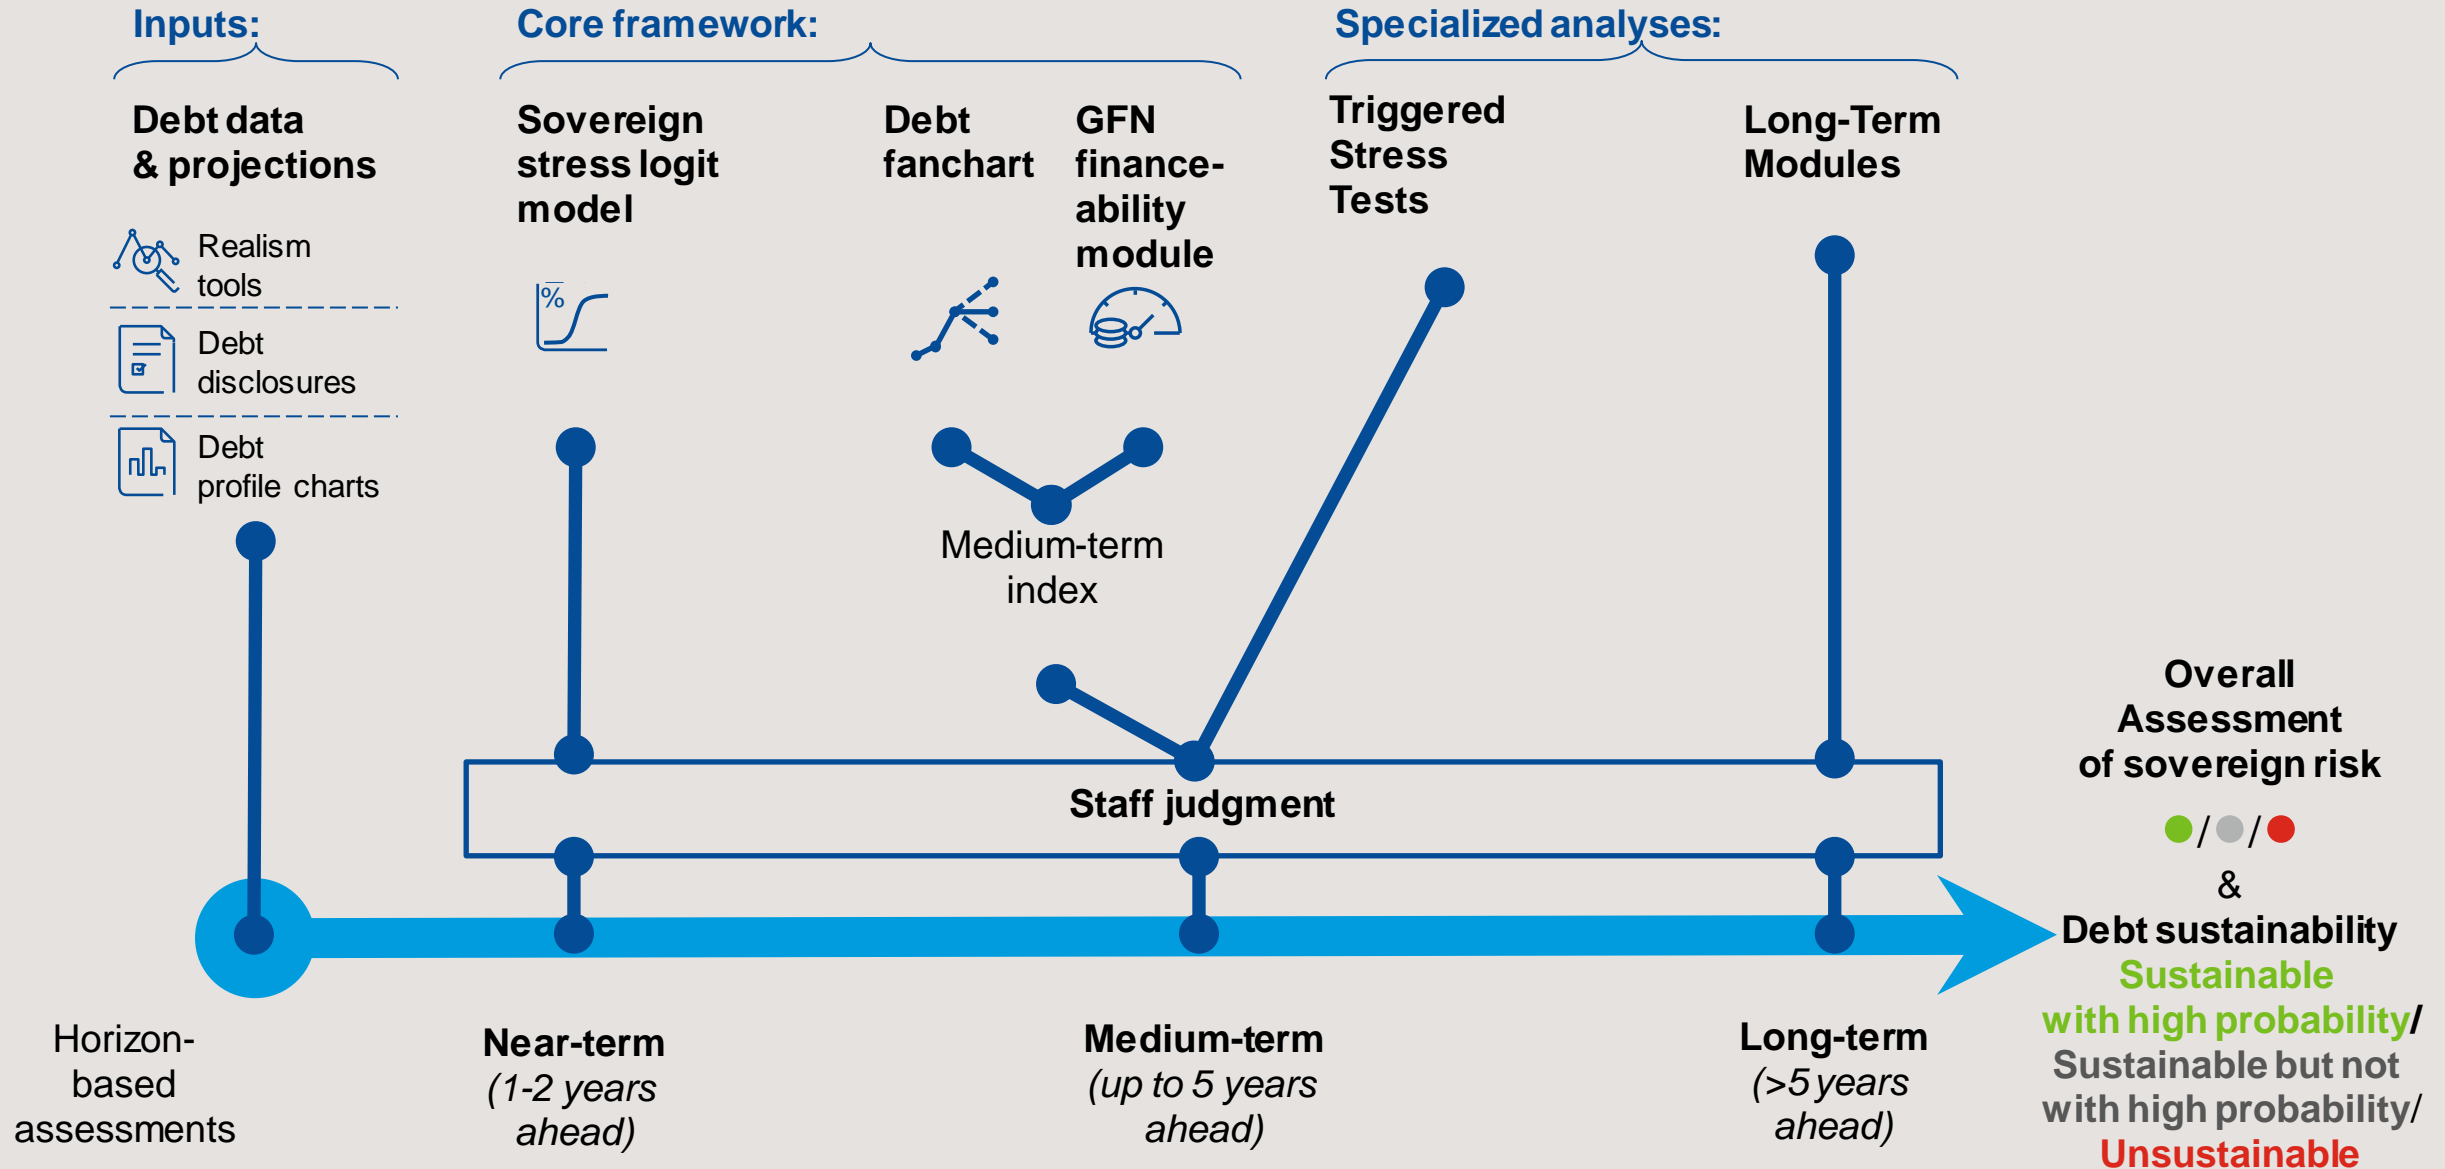 Inputs:
Core framework:
Specialized analyses:
Debt data
& projections
Realism
tools
Debt
disclosures
Debt
profile charts
Sovereign
stress logit
model
%
Debt
fanchart
GFN
finance-
ability
module
Medium-term
index
Triggered
Stress
Tests
Long-Term
Modules
Staff judgment
Horizon-
based
assessments
Near-term
(1-2 years
ahead)
Medium-term
(up to 5 years
ahead)
Long-term
(>5 years
ahead)
Overall
Assessment
of sovereign risk
/ /
&
Debt sustainability
Sustainable
with high probability/
Sustainable but not
with high probability/
Unsustainable